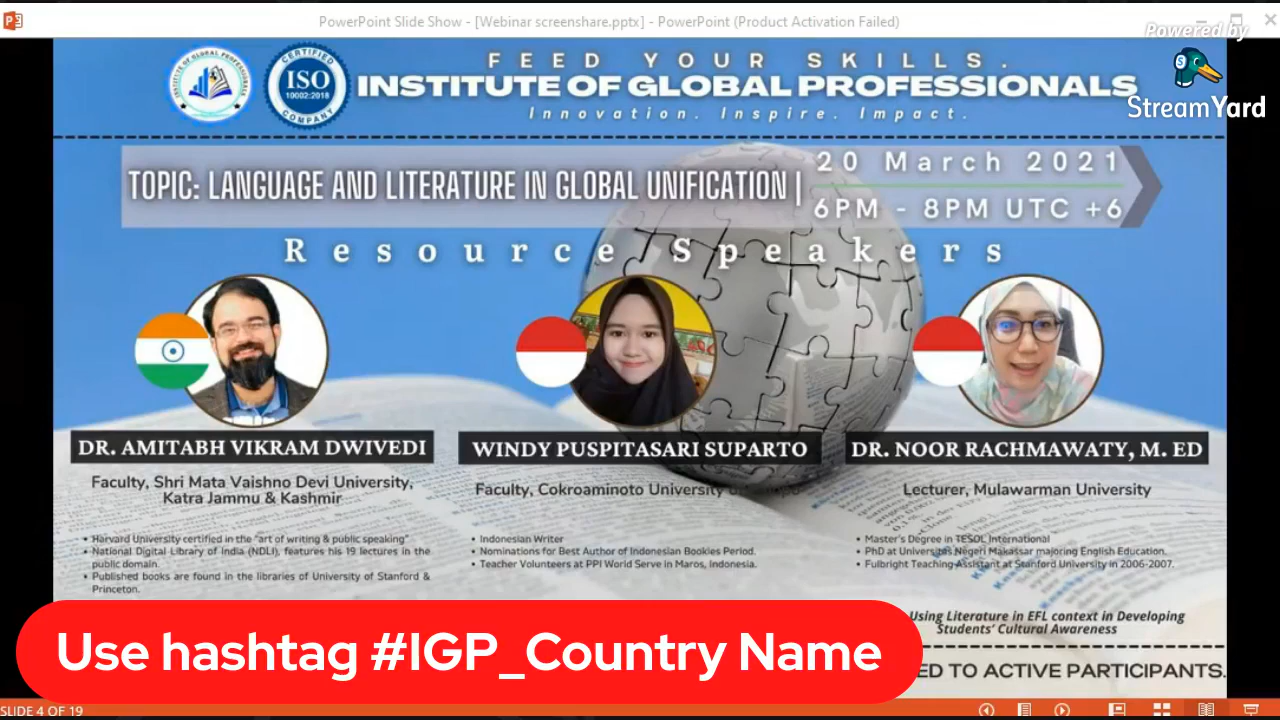 PowerPoint Slide Show - [Webinar screenshare.pptx] - PowerPoint (Product Activation Failed)
Powered by
StreamYard
FEED YOUR SKILLS.
INSTITUTE OF GLOBAL PROFESSIONALS
Innovation. Inspire. Impact.
INSTITUTE OF GLOBAL PROFESSIONALS
CERTIFIED
ISO
10002:2018
COMPANY
TOPIC: LANGUAGE AND LITERATURE IN GLOBAL UNIFICATION |
20 March 2021
6PM - 8PM UTC +6
Resource Speakers
DR. AMITABH VIKRAM DWIVEDI
Faculty, Shri Mata Vaishno Devi University,
Katra Jammu & Kashmir
• Harvard University certified in the "art of writing & public speaking"
• National Digital Library of India (NDLI), features his 19 lectures in the
public domain.
• Published books are found in the libraries of University of Stanford &
Princeton.
WINDY PUSPITASARI SUPARTO
Faculty, Cokroaminoto University
• Indonesian Writer
• Nominations for Best Author of Indonesian Bookies Period.
• Teacher Volunteers at PPI World Serve in Maros, Indonesia.
DR. NOOR RACHMAWATY, M. ED
Lecturer, Mulawarman University
• Master's Degree in TESOL International
• PhD at Universitas Negeri Makassar majoring English Education.
• Fulbright Teaching Assistant at Stanford University in 2006-2007.
Using Literature in EFL context in Developing
Students' Cultural Awareness
ED TO ACTIVE PARTICIPANTS.
Use hashtag #IGP_Country Name
SLIDE 4 OF 19